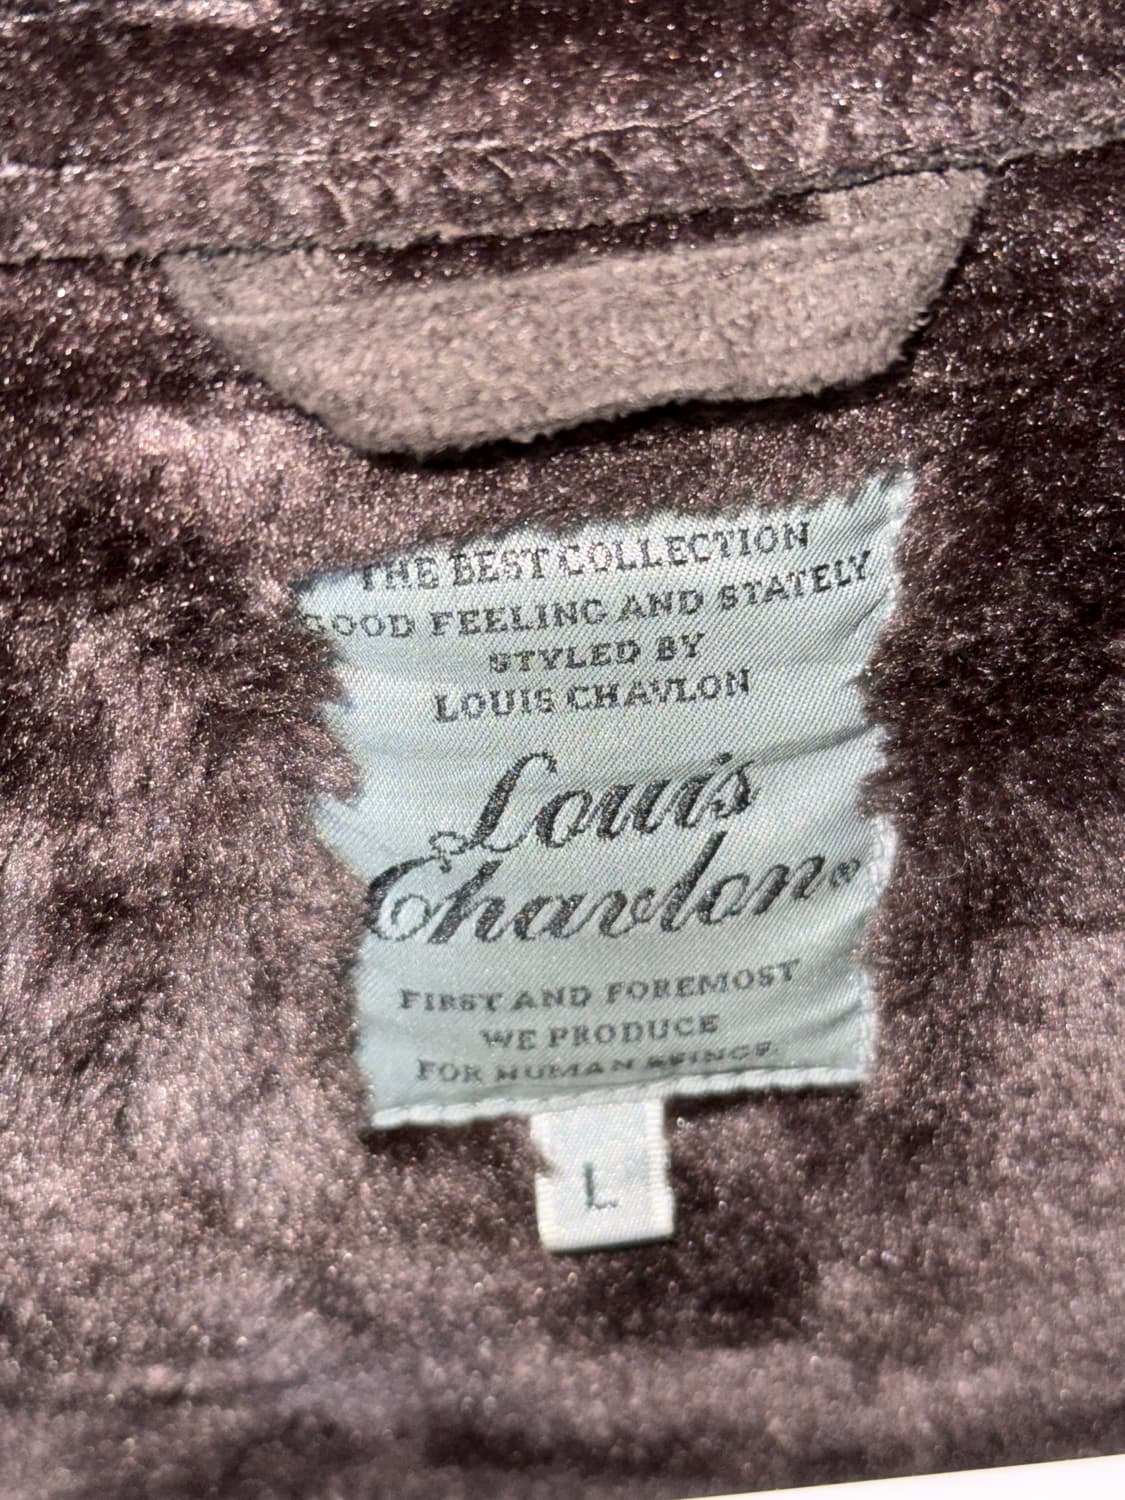 THE BEST COLLECTION
GOOD FEELING AND STATELY
STYLED BY
LOUIS CHAVLON
Louis
Chavlon®
FIRST AND FOREMOST
WE PRODUCE
FOR HUMAN BEINGS.
L